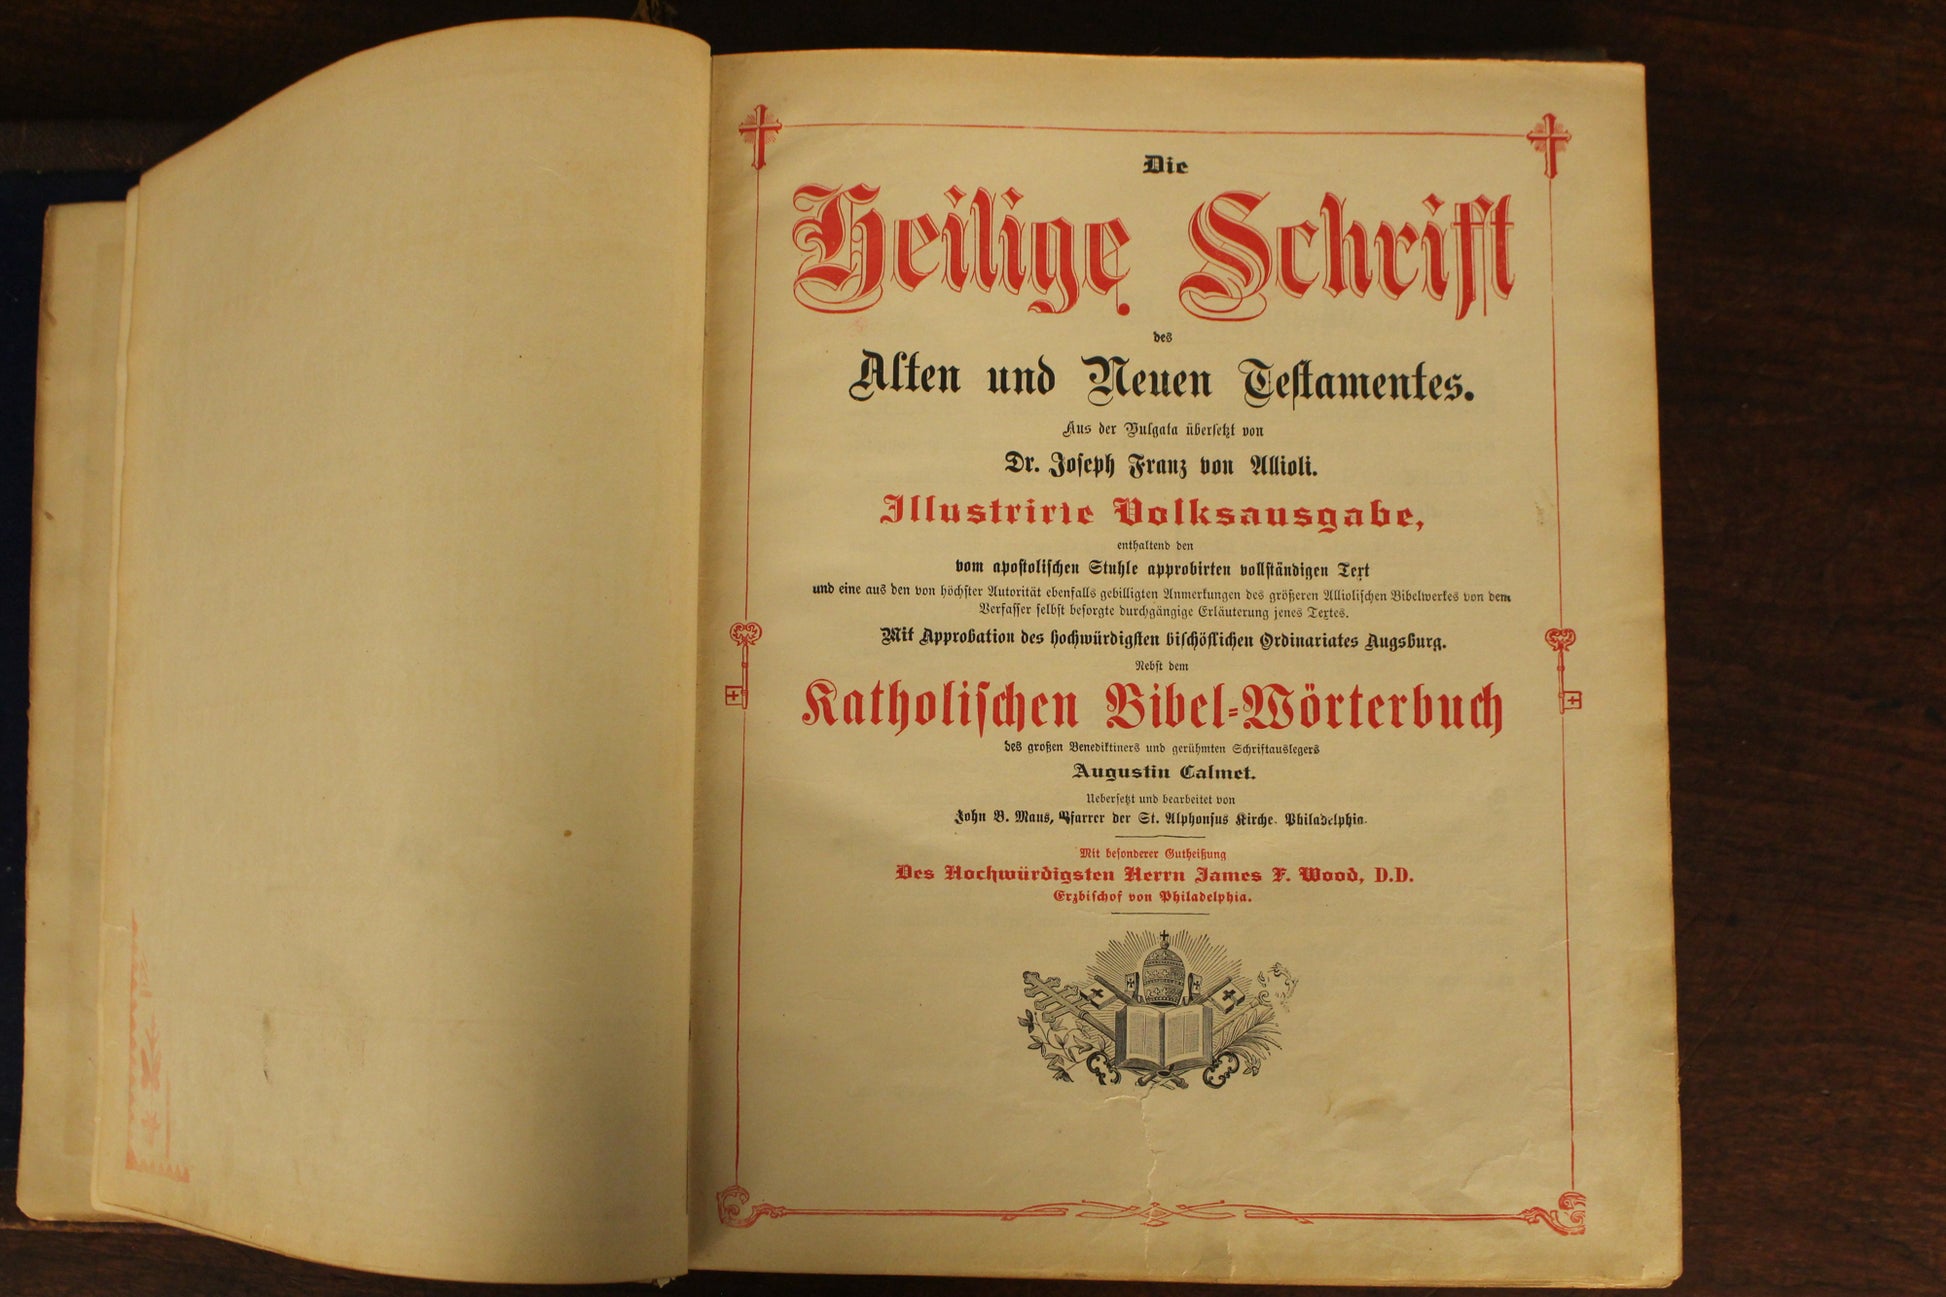 Die
Heilige Schrift
des
Alten und Neuen Testamentes.
Aus der Vulgata übersetzt von
Dr. Joseph Franz von Allioli.
Illustrirte Volksausgabe,
enthaltend den
vom apostolischen Stuhle approbirten vollständigen Text
und eine aus den von höchster Autorität ebenfalls gebilligten Anmerkungen des größeren Alliolischen Bibelwerkes von dem
Verfasser selbst besorgte durchgängige Erläuterung jenes Textes.
Mit Approbation des hochwürdigsten bischöflichen Ordinariates Augsburg.
Nebst dem
Katholischen Bibel-Wörterbuch
des großen Benediktiners und gerühmten Schriftauslegers
Augustin Calmet.
Uebersetzt und bearbeitet von
John B. Maus, Pfarrer der St. Alphonsus Kirche. Philadelphia.
Mit besonderer Gutheißung
Des Hochwürdigsten Herrn James F. Wood, D.D.
Erzbischof von Philadelphia.